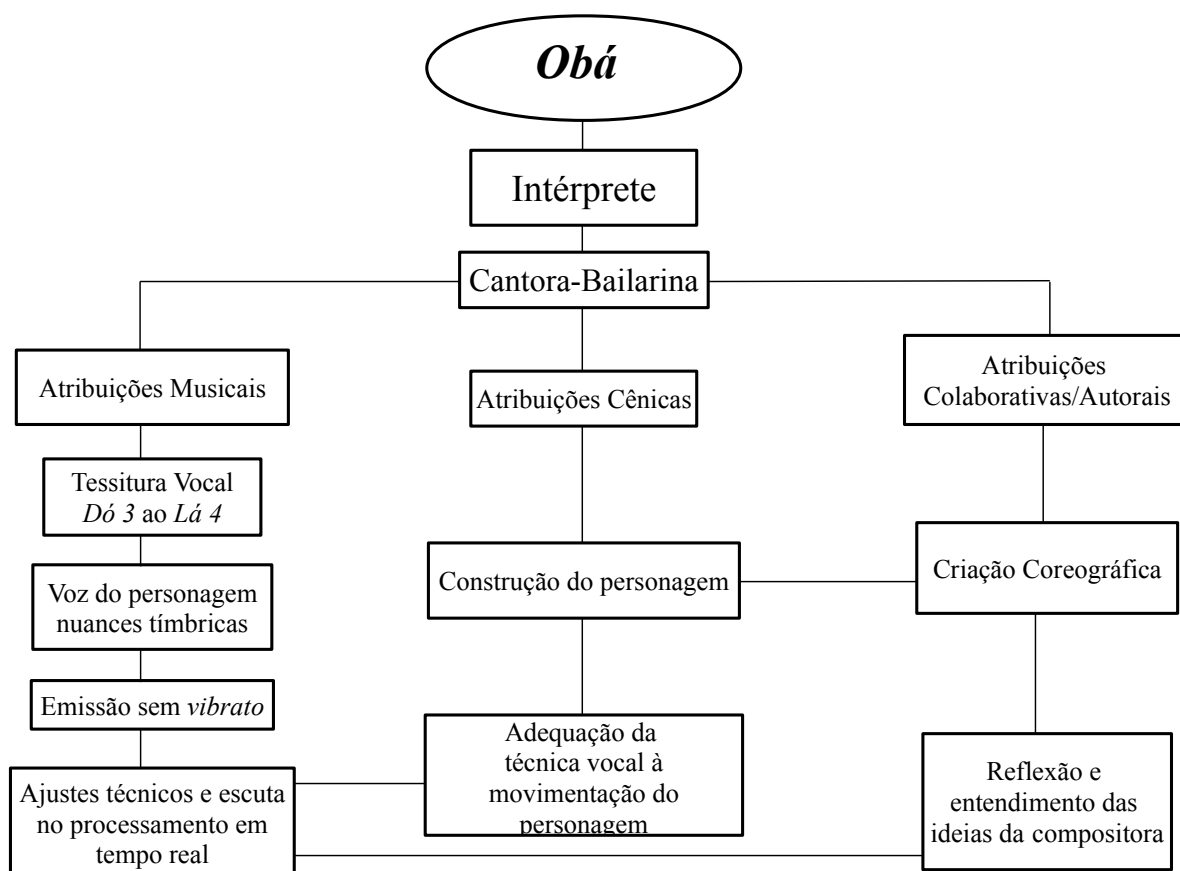 Obá
Intérprete
Cantora-Bailarina
Atribuições Musicais
Tessitura Vocal
Dó 3 ao Lá 4
Voz do personagem
nuances tímbricas
Emissão sem vibrato
Ajustes técnicos e escuta
no processamento em
tempo real
Atribuições Cênicas
Construção do personagem
Adequação da
técnica vocal à
movimentação do
personagem
Atribuições
Colaborativas/Autorais
Criação Coreográfica
Reflexão e
entendimento das
ideias da compositora